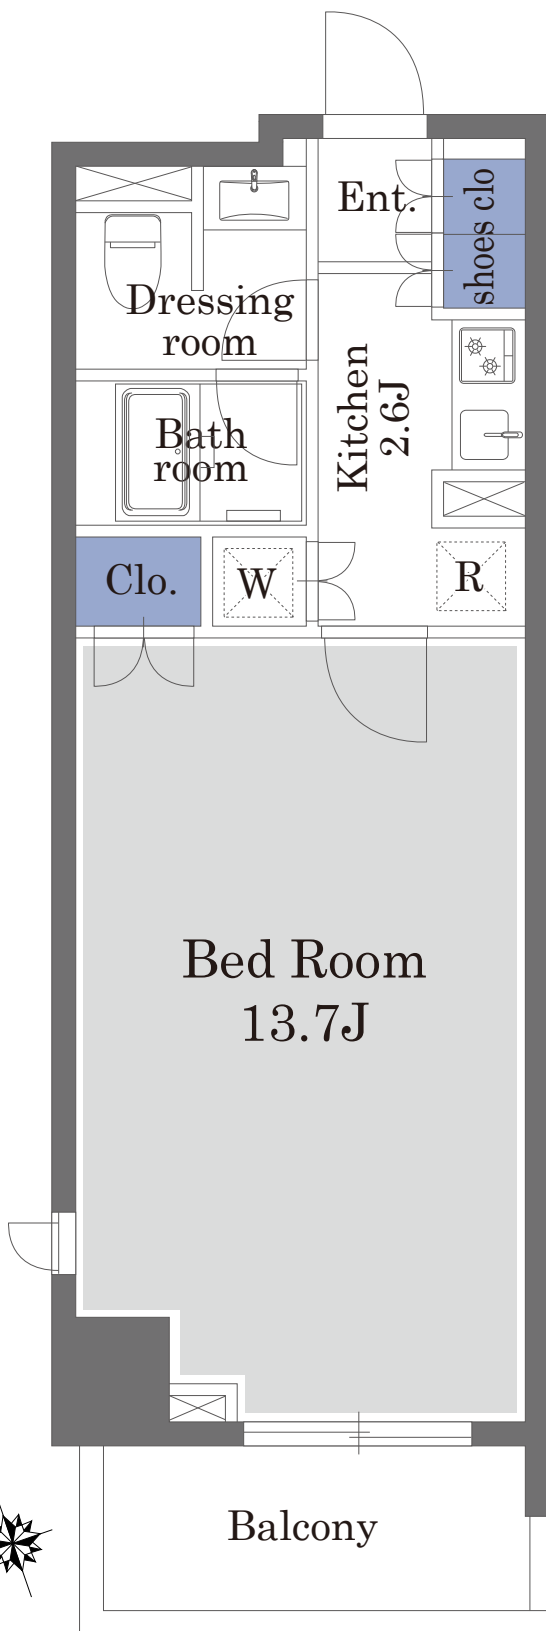 Ent.
shoes clo
Dressing
room
Kitchen
2.6J
Bath
room
Clo.
W
R
Bed Room
13.7J
Balcony